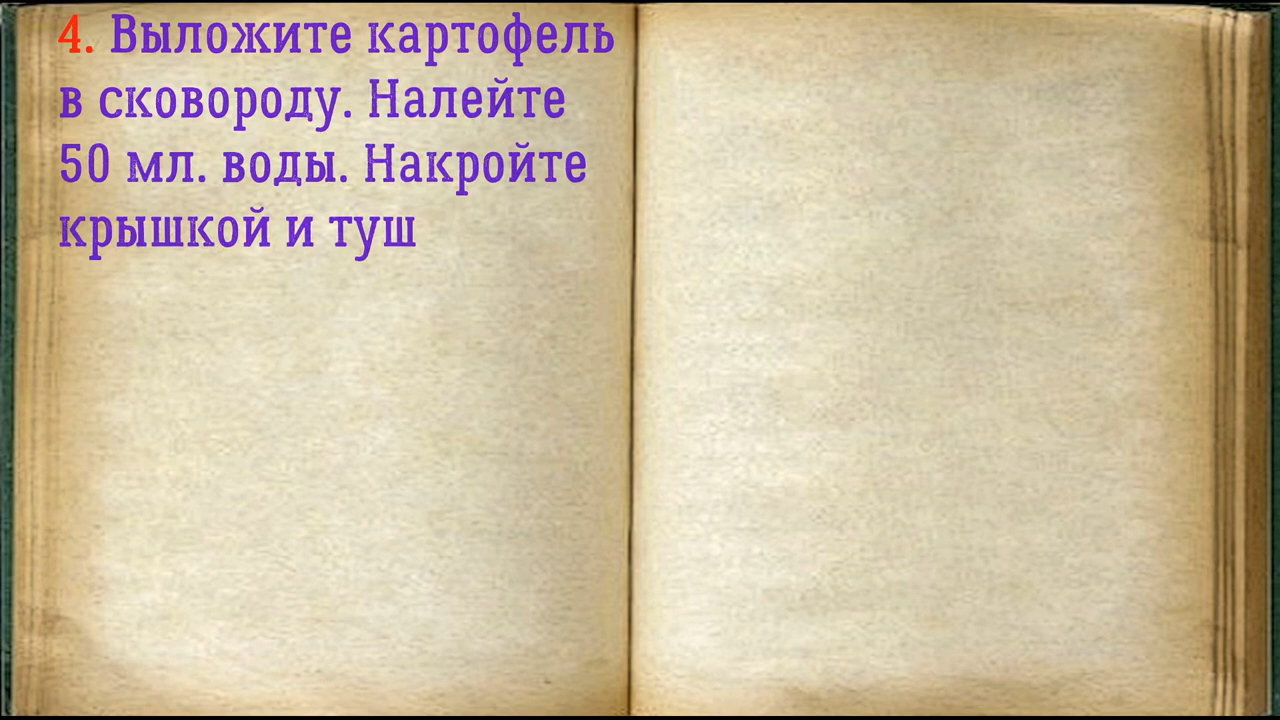 4. Выложите картофель
в сковороду. Налейте
50 мл. воды. Накройте
крышкой и туш